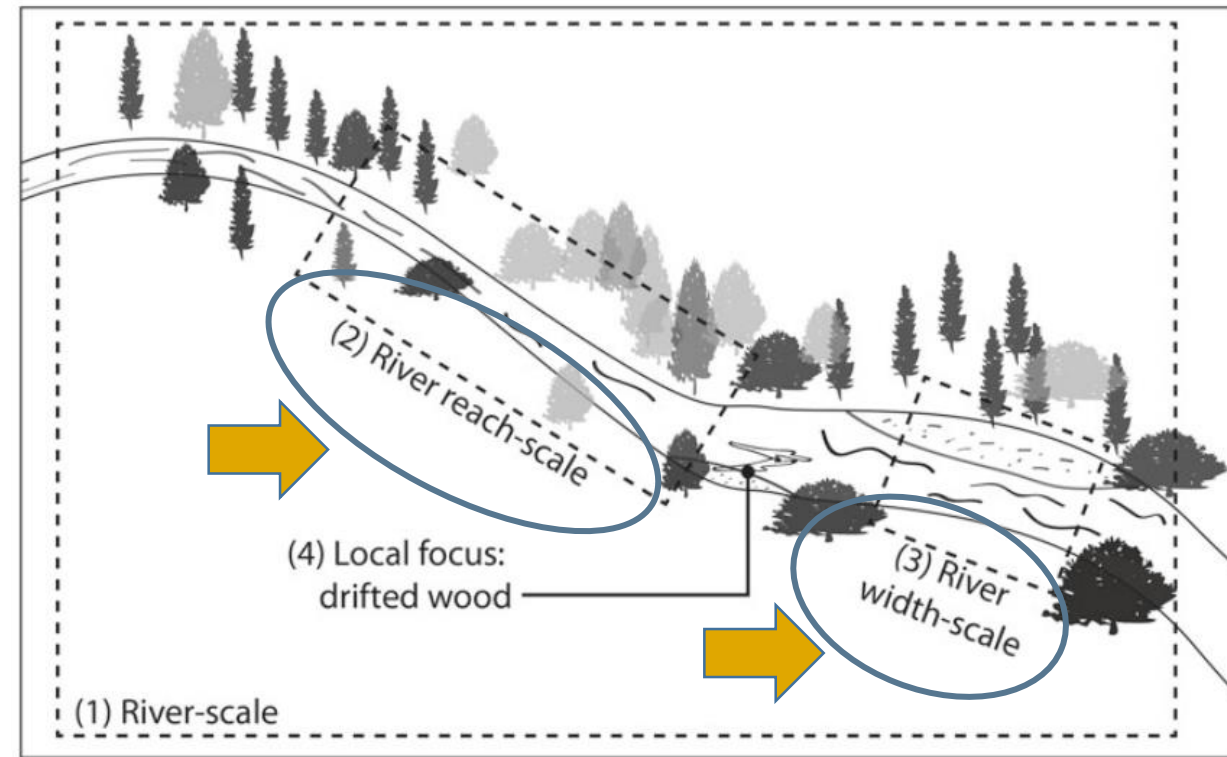 (2) River reach-scale
(4) Local focus:
drifted wood
(3) River
width-scale
(1) River-scale